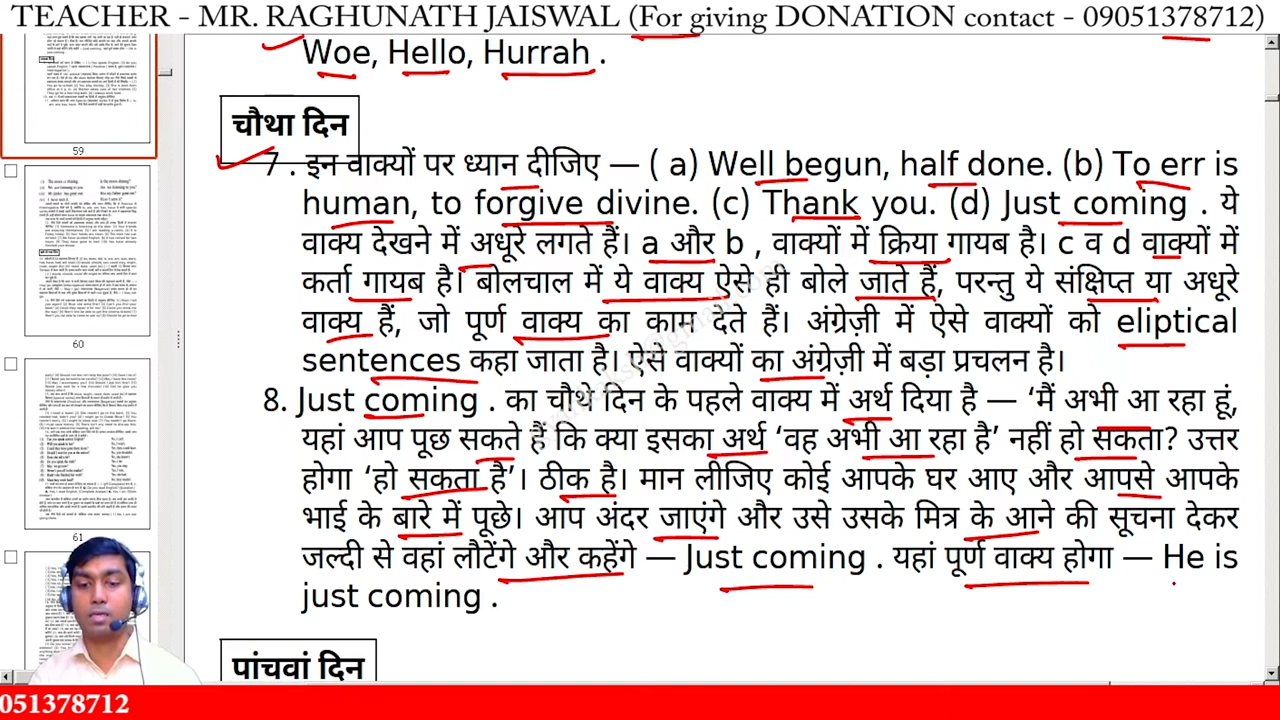 TEACHER - MR. RAGHUNATH JAISWAL (For giving DONATION contact - 09051378712)
Woe, Hello, Hurrah .
चौथा दिन
7 . इन वाक्यों पर ध्यान दीजिए — ( a) Well begun, half done. (b) To err is
human, to forgive divine. (c) Thank you. (d) Just coming . ये
वाक्य देखने में अधूरे लगते हैं। a और b, वाक्यों में क्रिया गायब है। c व d वाक्यों में
कर्ता गायब है। बोलचाल में ये वाक्य ऐसे ही बोले जाते हैं, परन्तु ये संक्षिप्त या अधूरे
वाक्य हैं, जो पूर्ण वाक्य का काम देते हैं। अंग्रेज़ी में ऐसे वाक्यों को eliptical
sentences कहा जाता है। ऐसे वाक्यों का अंग्रेज़ी में बड़ा प्रचलन है।
8. Just coming . का चौथे दिन के पहले वाक्य में अर्थ दिया है — ‘मैं अभी आ रहा हूं,
यहां आप पूछ सकते हैं कि क्या इसका अर्थ ‘वह अभी आ रहा है’ नहीं हो सकता? उत्तर
होगा ‘हो सकता है’। ठीक है। मान लीजिए कोई आपके घर आए और आपसे आपके
भाई के बारे में पूछे। आप अंदर जाएंगे और उसे उसके मित्र के आने की सूचना देकर
जल्दी से वहां लौटेंगे और कहेंगे — Just coming . यहां पूर्ण वाक्य होगा — He is
just coming .
पांचवां दिन
59
60
61
051378712